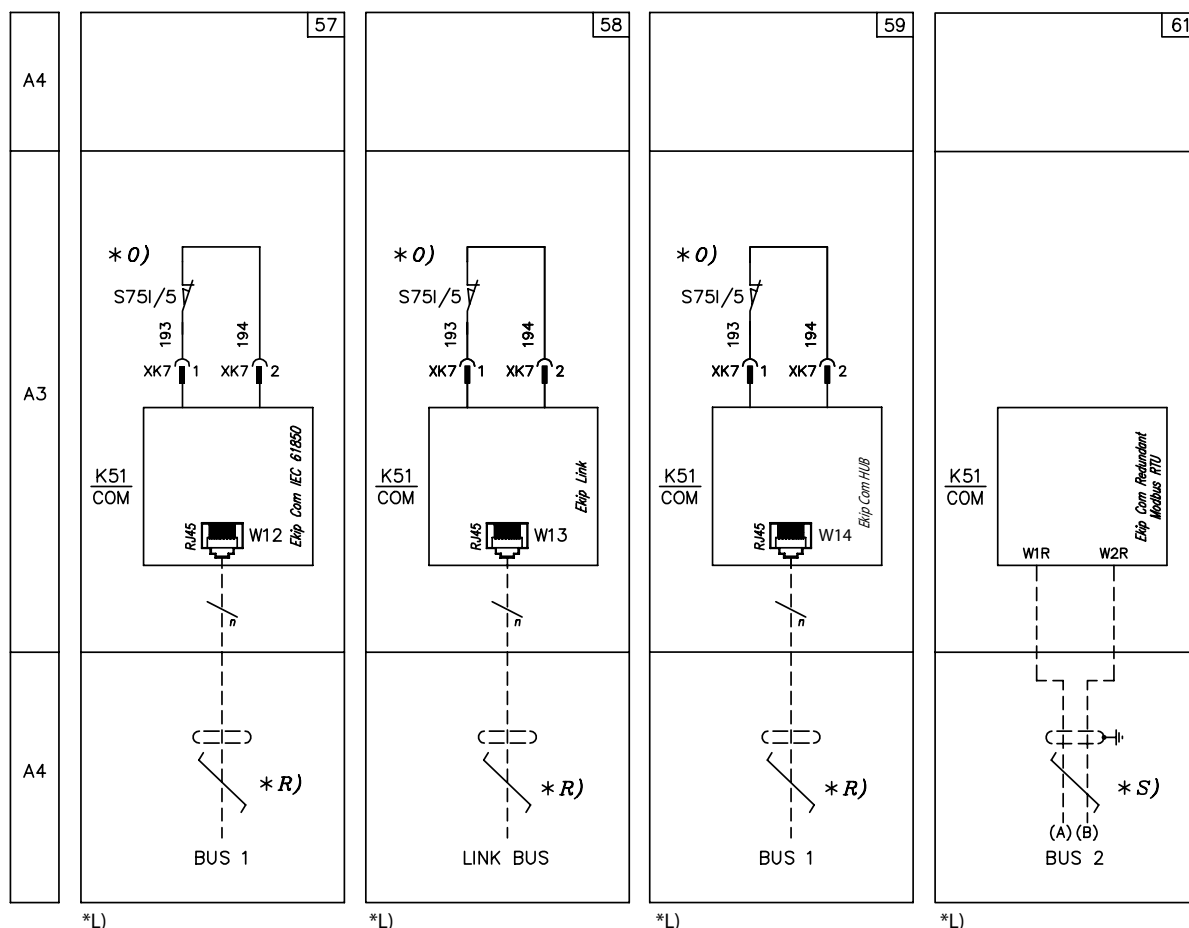 A4
A3
A4
57
*O)
S75I/5
193
194
XK7 1
XK7 2
K51
COM
Ekip Com IEC 61850
RJ45
W12
n
*R)
BUS 1
*L)
58
*O)
S75I/5
193
194
XK7 1
XK7 2
K51
COM
Ekip Link
RJ45
W13
n
*R)
LINK BUS
*L)
59
*O)
S75I/5
193
194
XK7 1
XK7 2
K51
COM
Ekip Com HUB
RJ45
W14
n
*R)
BUS 1
*L)
61
K51
COM
Ekip Com Redundant
Modbus RTU
W1R
W2R
*S)
(A) (B)
BUS 2
*L)